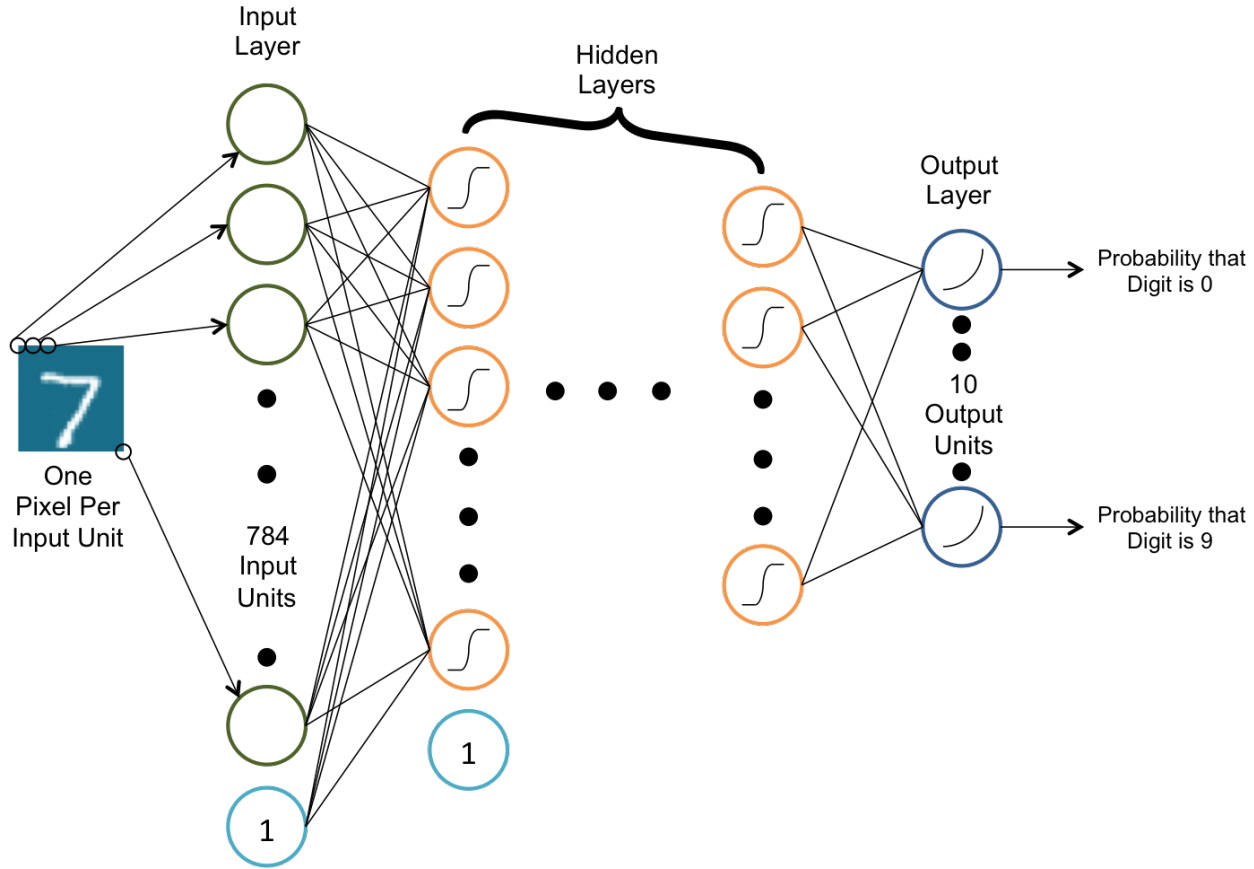 Input
Layer
Hidden
Layers
Output
Layer
Probability that
Digit is 0
7
10
Output
Units
One
Pixel Per
Input Unit
784
Input
Units
Probability that
Digit is 9
1
1